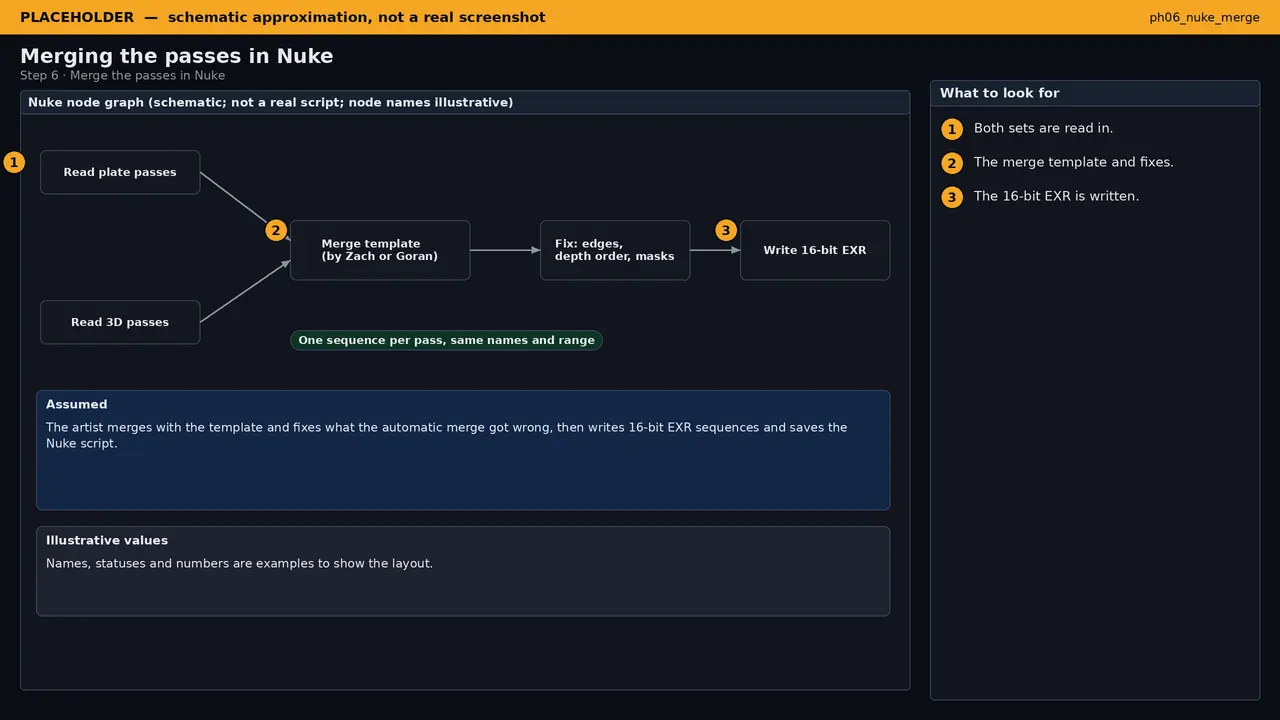 PLACEHOLDER — schematic approximation, not a real screenshot
ph06_nuke_merge
Merging the passes in Nuke
Step 6 · Merge the passes in Nuke
Nuke node graph (schematic; not a real script; node names illustrative)
1
Read plate passes
2
Merge template
(by Zach or Goran)
Fix: edges,
depth order, masks
3
Write 16-bit EXR
Read 3D passes
One sequence per pass, same names and range
Assumed
The artist merges with the template and fixes what the automatic merge got wrong, then writes 16-bit EXR sequences and saves the
Nuke script.
Illustrative values
Names, statuses and numbers are examples to show the layout.
What to look for
1 Both sets are read in.
2 The merge template and fixes.
3 The 16-bit EXR is written.